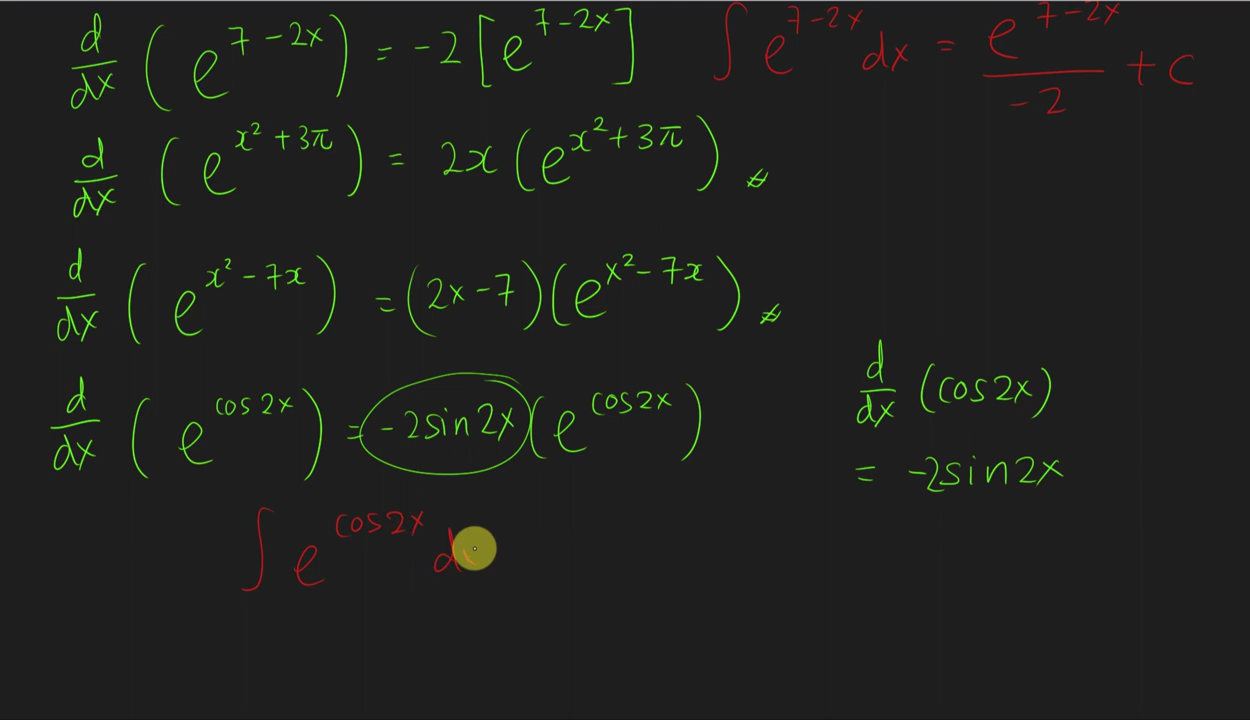 d/dx (e^(7-2x)) = -2 [e^(7-2x)] ∫ e^(7-2x) dx = e^(7-2x)/-2 + c
d/dx (e^(x²+3π)) = 2x (e^(x²+3π))
d/dx (e^(x²-7x)) = (2x-7)(e^(x²-7x))
d/dx (e^(cos2x)) = -2sin2x (e^(cos2x))
d/dx (cos2x)
= -2sin2x
∫ e^(cos2x) d